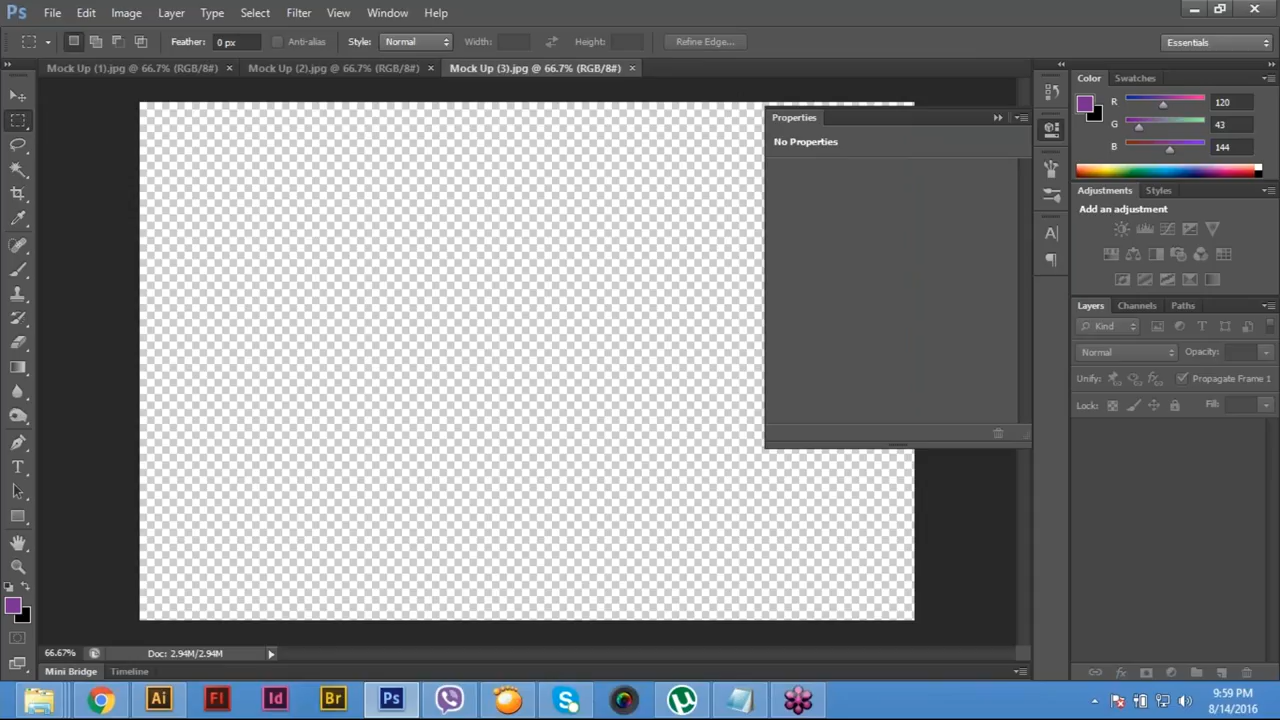 Ps File Edit Image Layer Type Select Filter View Window Help
Feather: 0 px Anti-alias Style: Normal Width: Height: Refine Edge... Essentials
Mock Up (1).jpg @ 66.7% (RGB/8#) × Mock Up (2).jpg @ 66.7% (RGB/8#) × Mock Up (3).jpg @ 66.7% (RGB/8#) ×
Color Swatches
R 120
G 43
B 144
Properties
No Properties
Adjustments Styles
Add an adjustment
Layers Channels Paths
Kind
Normal Opacity:
Unify: Propagate Frame 1
Lock: Fill:
66.67% Doc: 2.94M/2.94M
Mini Bridge Timeline
Ai Fl Id Br Ps
9:59 PM
8/14/2016